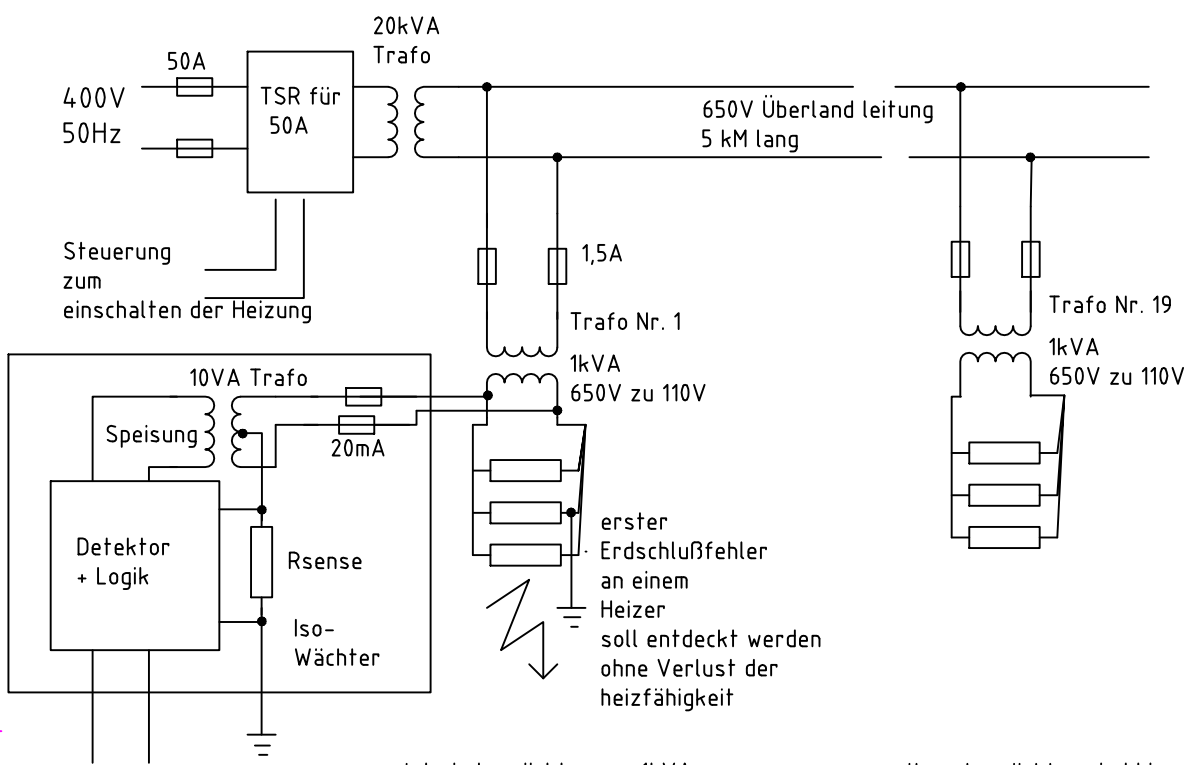 20kVA
Trafo
50A
400V
50Hz
TSR für
50A
650V Überland leitung
5 kM lang
Steuerung
zum
einschalten der Heizung
1,5A
Trafo Nr. 1
1kVA
650V zu 110V
Trafo Nr. 19
1kVA
650V zu 110V
10VA Trafo
Speisung
20mA
Detektor
+ Logik
Rsense
Iso-
Wächter
erster
Erdschlußfehler
an einem
Heizer
soll entdeckt werden
ohne Verlust der
heizfähigkeit